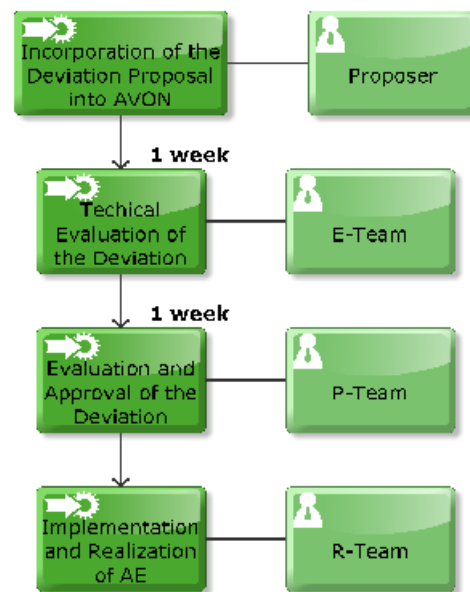 Incorporation of the
Deviation Proposal
into AVON
Proposer
1 week
Techical
Evaluation of
the Deviation
E-Team
1 week
Evaluation and
Approval of the
Deviation
P-Team
Implementation
and Realization
of AE
R-Team